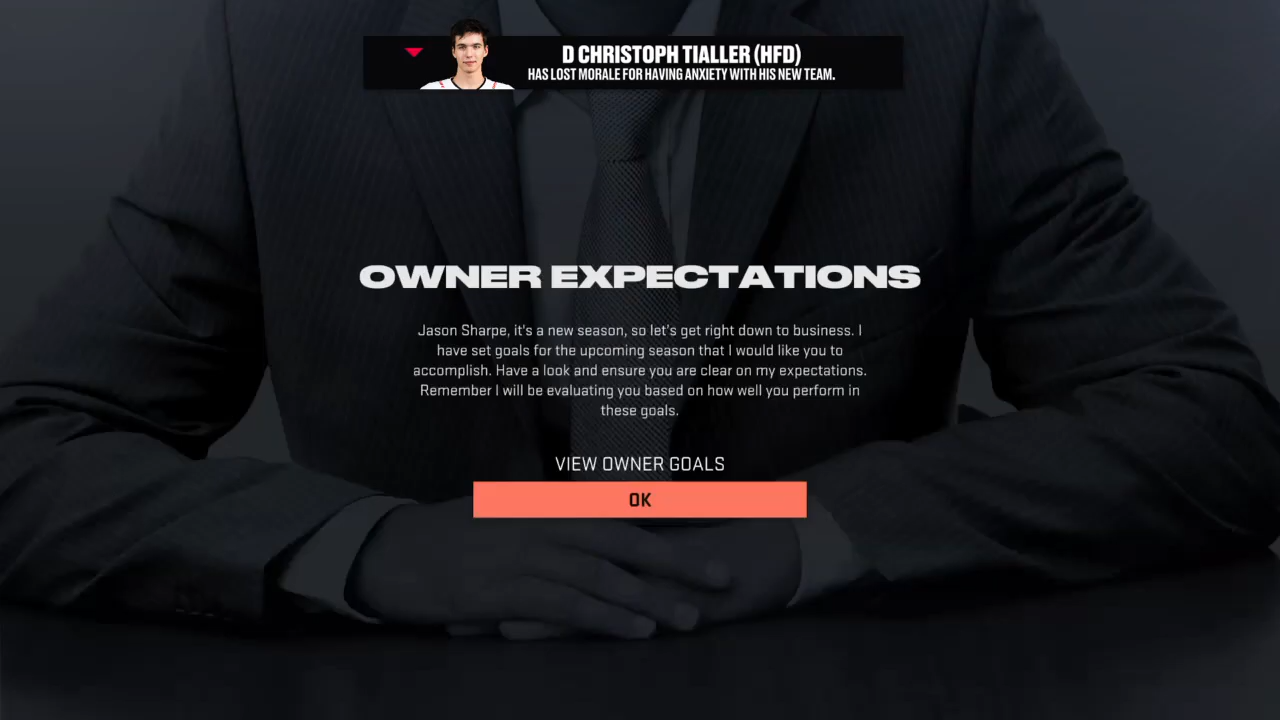 D CHRISTOPH TIALLER (HFD)
HAS LOST MORALE FOR HAVING ANXIETY WITH HIS NEW TEAM.
OWNER EXPECTATIONS
Jason Sharpe, it's a new season, so let's get right down to business. I
have set goals for the upcoming season that I would like you to
accomplish. Have a look and ensure you are clear on my expectations.
Remember I will be evaluating you based on how well you perform in
these goals.
VIEW OWNER GOALS
OK